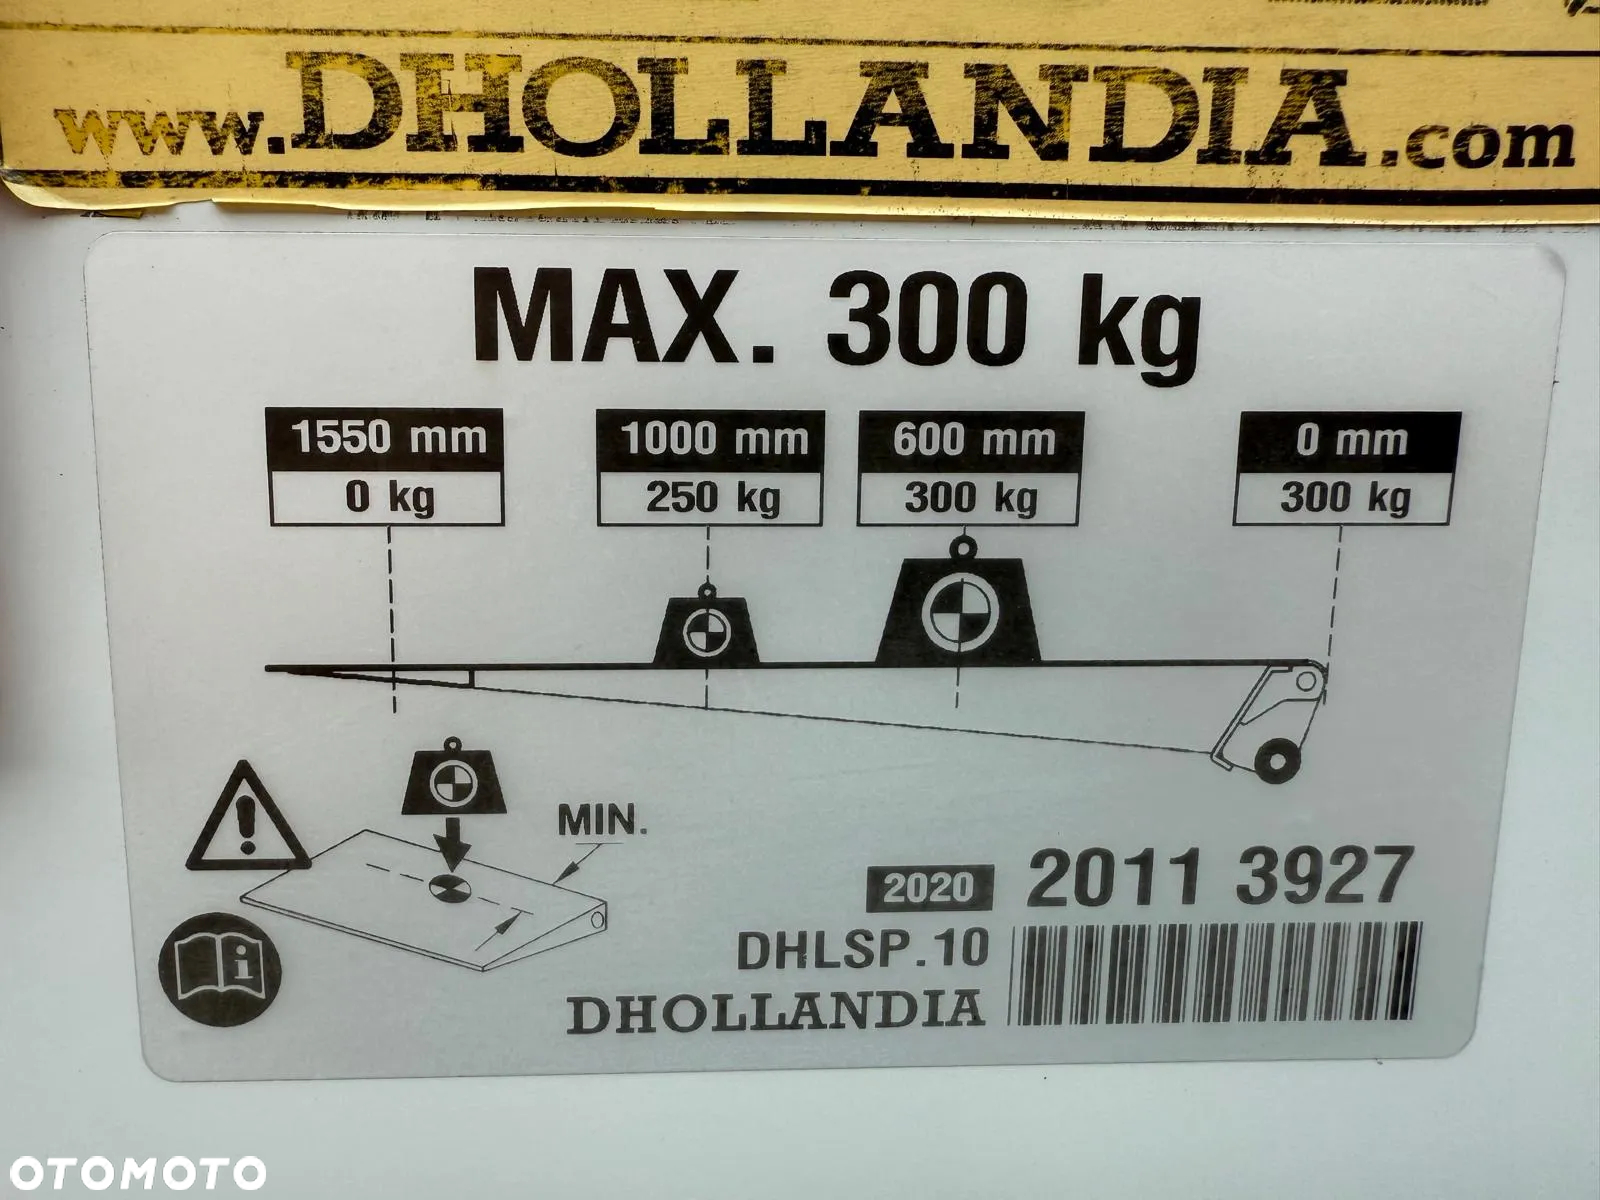 www.DHOLLANDIA.com
MAX. 300 kg
1550 mm 1000 mm 600 mm 0 mm
0 kg 250 kg 300 kg 300 kg
MIN.
2020 2011 3927
DHLSP.10
DHOLLANDIA
OTOMOTO